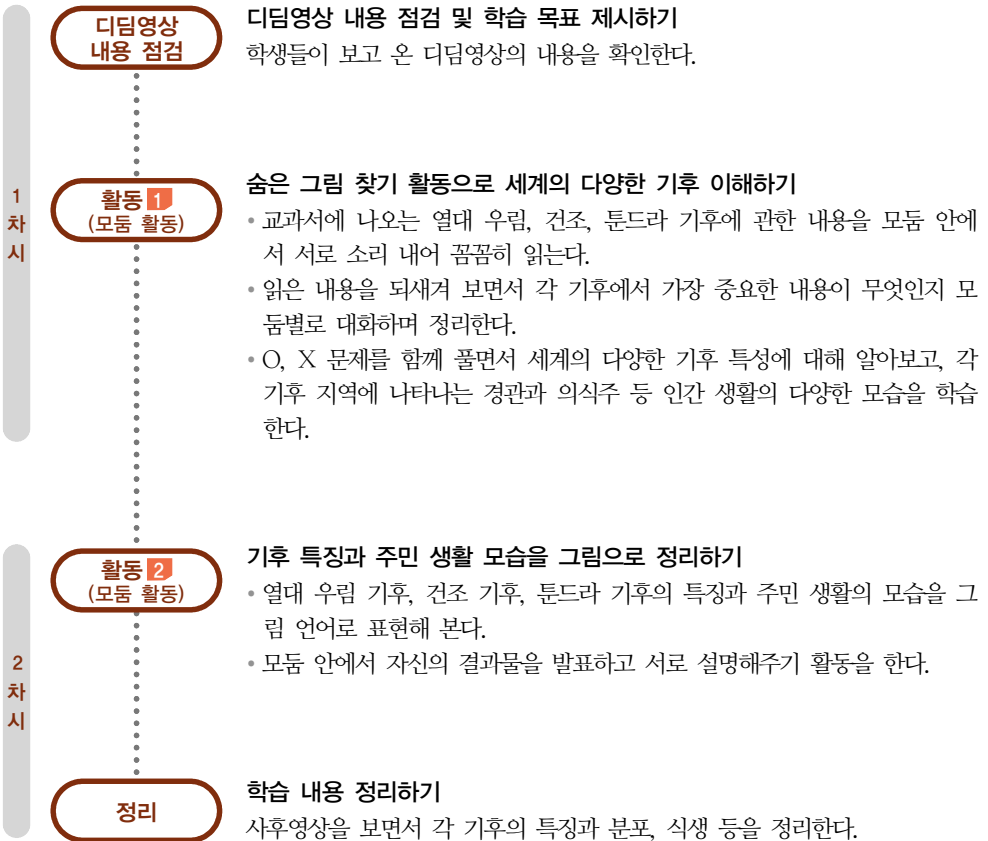 디딤영상
내용 점검
디딤영상 내용 점검 및 학습 목표 제시하기
학생들이 보고 온 디딤영상의 내용을 확인한다.
1
차
시
활동 1
(모둠 활동)
숨은 그림 찾기 활동으로 세계의 다양한 기후 이해하기
• 교과서에 나오는 열대 우림, 건조, 툰드라 기후에 관한 내용을 모둠 안에
서 서로 소리 내어 꼼꼼히 읽는다.
• 읽은 내용을 되새겨 보면서 각 기후에서 가장 중요한 내용이 무엇인지 모
둠별로 대화하며 정리한다.
• O, X 문제를 함께 풀면서 세계의 다양한 기후 특성에 대해 알아보고, 각
기후 지역에 나타나는 경관과 의식주 등 인간 생활의 다양한 모습을 학습
한다.
2
차
시
활동 2
(모둠 활동)
기후 특징과 주민 생활 모습을 그림으로 정리하기
• 열대 우림 기후, 건조 기후, 툰드라 기후의 특징과 주민 생활의 모습을 그
림 언어로 표현해 본다.
• 모둠 안에서 자신의 결과물을 발표하고 서로 설명해주기 활동을 한다.
정리
학습 내용 정리하기
사후영상을 보면서 각 기후의 특징과 분포, 식생 등을 정리한다.